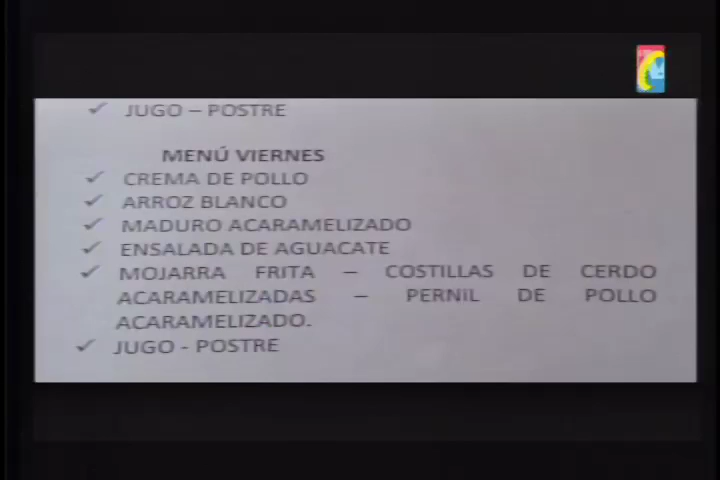 ✓ JUGO – POSTRE
MENÚ VIERNES
✓ CREMA DE POLLO
✓ ARROZ BLANCO
✓ MADURO ACARAMELIZADO
✓ ENSALADA DE AGUACATE
✓ MOJARRA FRITA – COSTILLAS DE CERDO
ACARAMELIZADAS – PERNIL DE POLLO
ACARAMELIZADO.
✓ JUGO - POSTRE